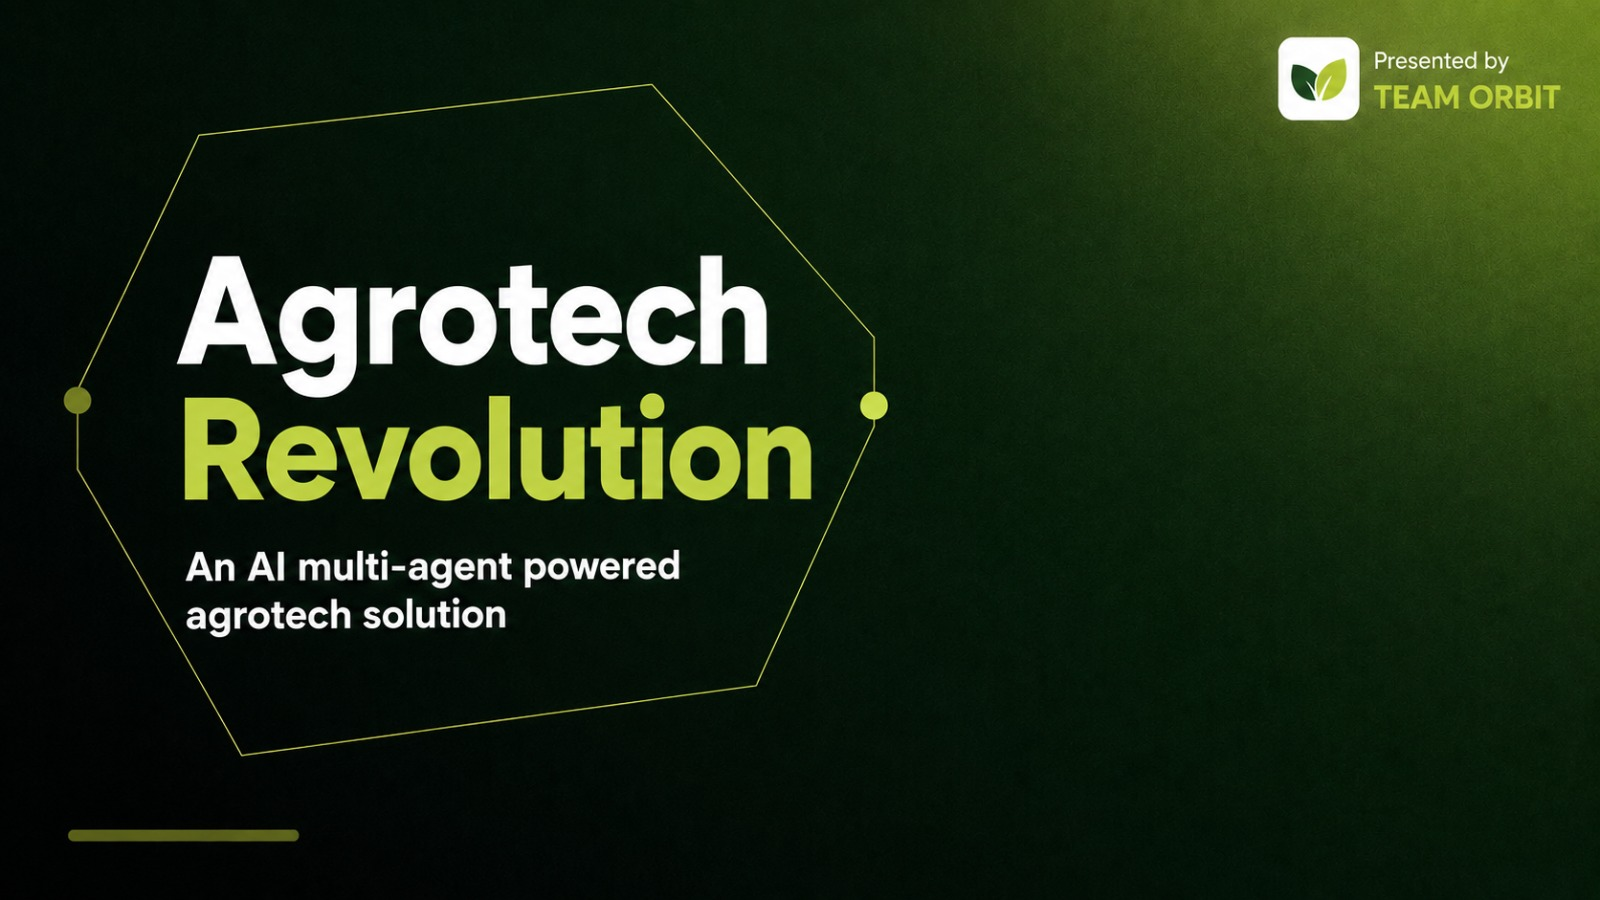 Presented by
TEAM ORBIT
Agrotech
Revolution
An AI multi-agent powered
agrotech solution